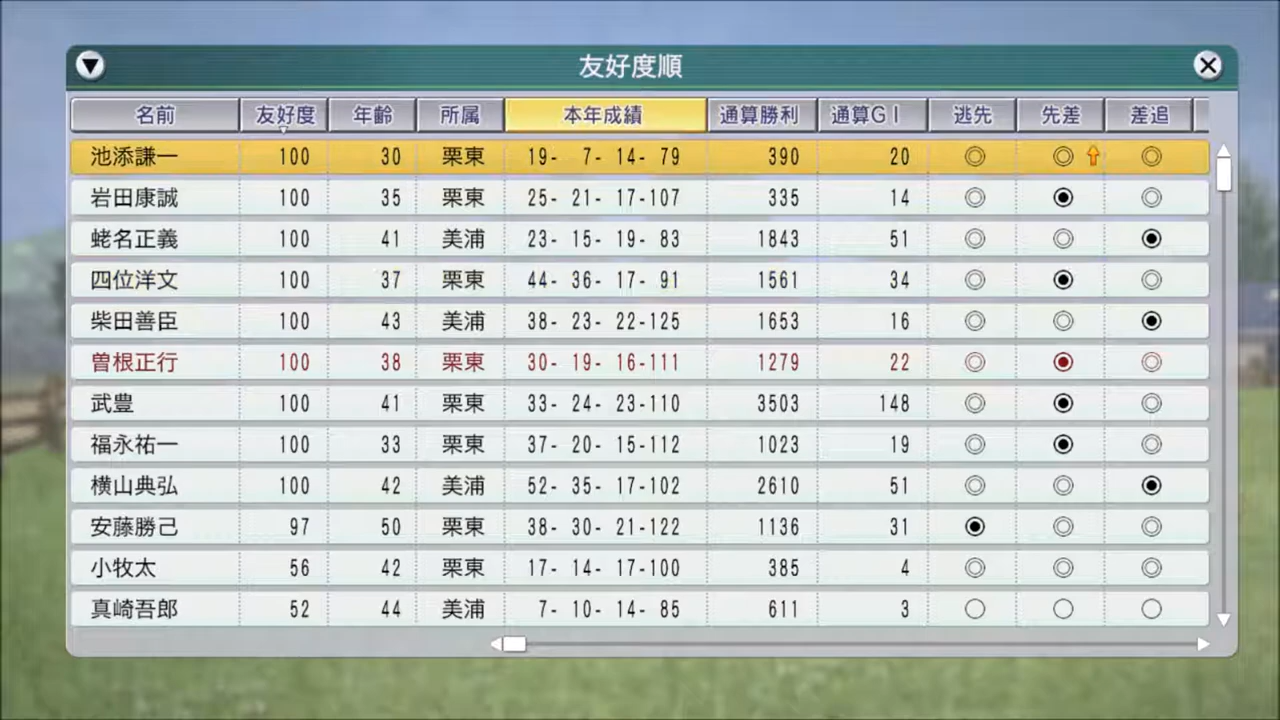 友好度順
名前 友好度 年齢 所属 本年成績 通算勝利 通算GⅠ 逃先 先差 差追
池添謙一 100 30 栗東 19- 7- 14- 79 390 20 ◎ ◎ ⇧ ◎
岩田康誠 100 35 栗東 25- 21- 17-107 335 14 ◎ ◉ ◎
蛯名正義 100 41 美浦 23- 15- 19- 83 1843 51 ◎ ◎ ◉
四位洋文 100 37 栗東 44- 36- 17- 91 1561 34 ◎ ◉ ◎
柴田善臣 100 43 美浦 38- 23- 22-125 1653 16 ◎ ◎ ◉
曽根正行 100 38 栗東 30- 19- 16-111 1279 22 ◎ ◉ ◎
武豊 100 41 栗東 33- 24- 23-110 3503 148 ◎ ◉ ◎
福永祐一 100 33 栗東 37- 20- 15-112 1023 19 ◎ ◉ ◎
横山典弘 100 42 美浦 52- 35- 17-102 2610 51 ◎ ◎ ◉
安藤勝己 97 50 栗東 38- 30- 21-122 1136 31 ◉ ◎ ◎
小牧太 56 42 栗東 17- 14- 17-100 385 4 ◎ ◎ ◎
真崎吾郎 52 44 美浦 7- 10- 14- 85 611 3 ○ ○ ○